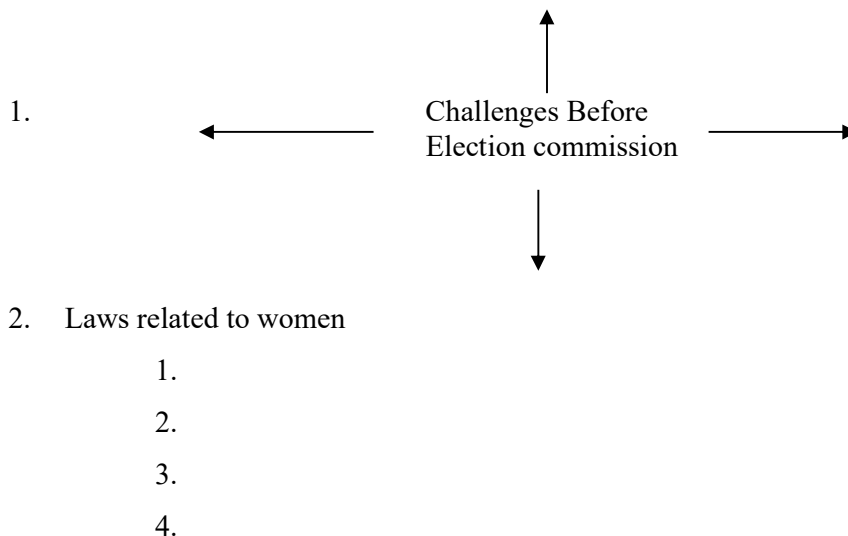 1.
Challenges Before
Election commission
2. Laws related to women
1.
2.
3.
4.